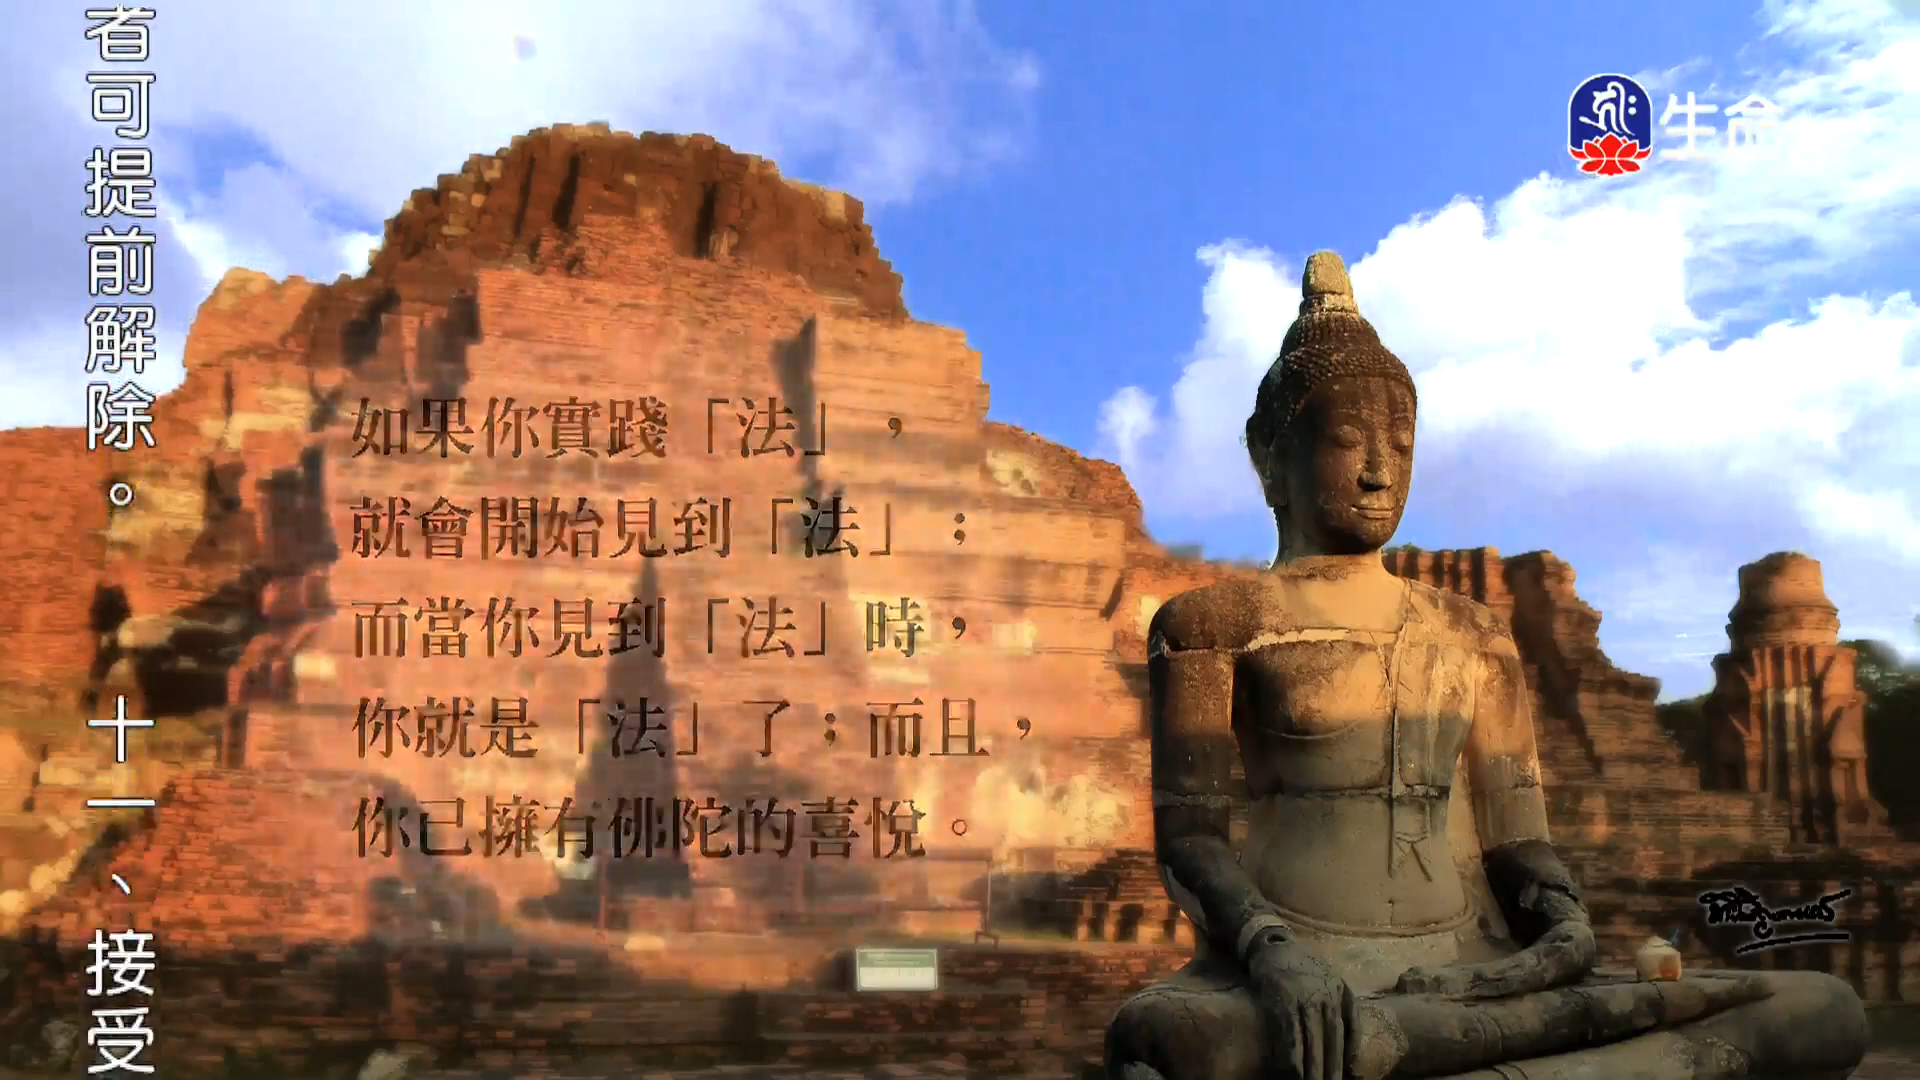 者可提前解除。 十一、接受
生命
如果你實踐「法」，
就會開始見到「法」；
而當你見到「法」時，
你就是「法」了；而且，
你已擁有佛陀的喜悅。